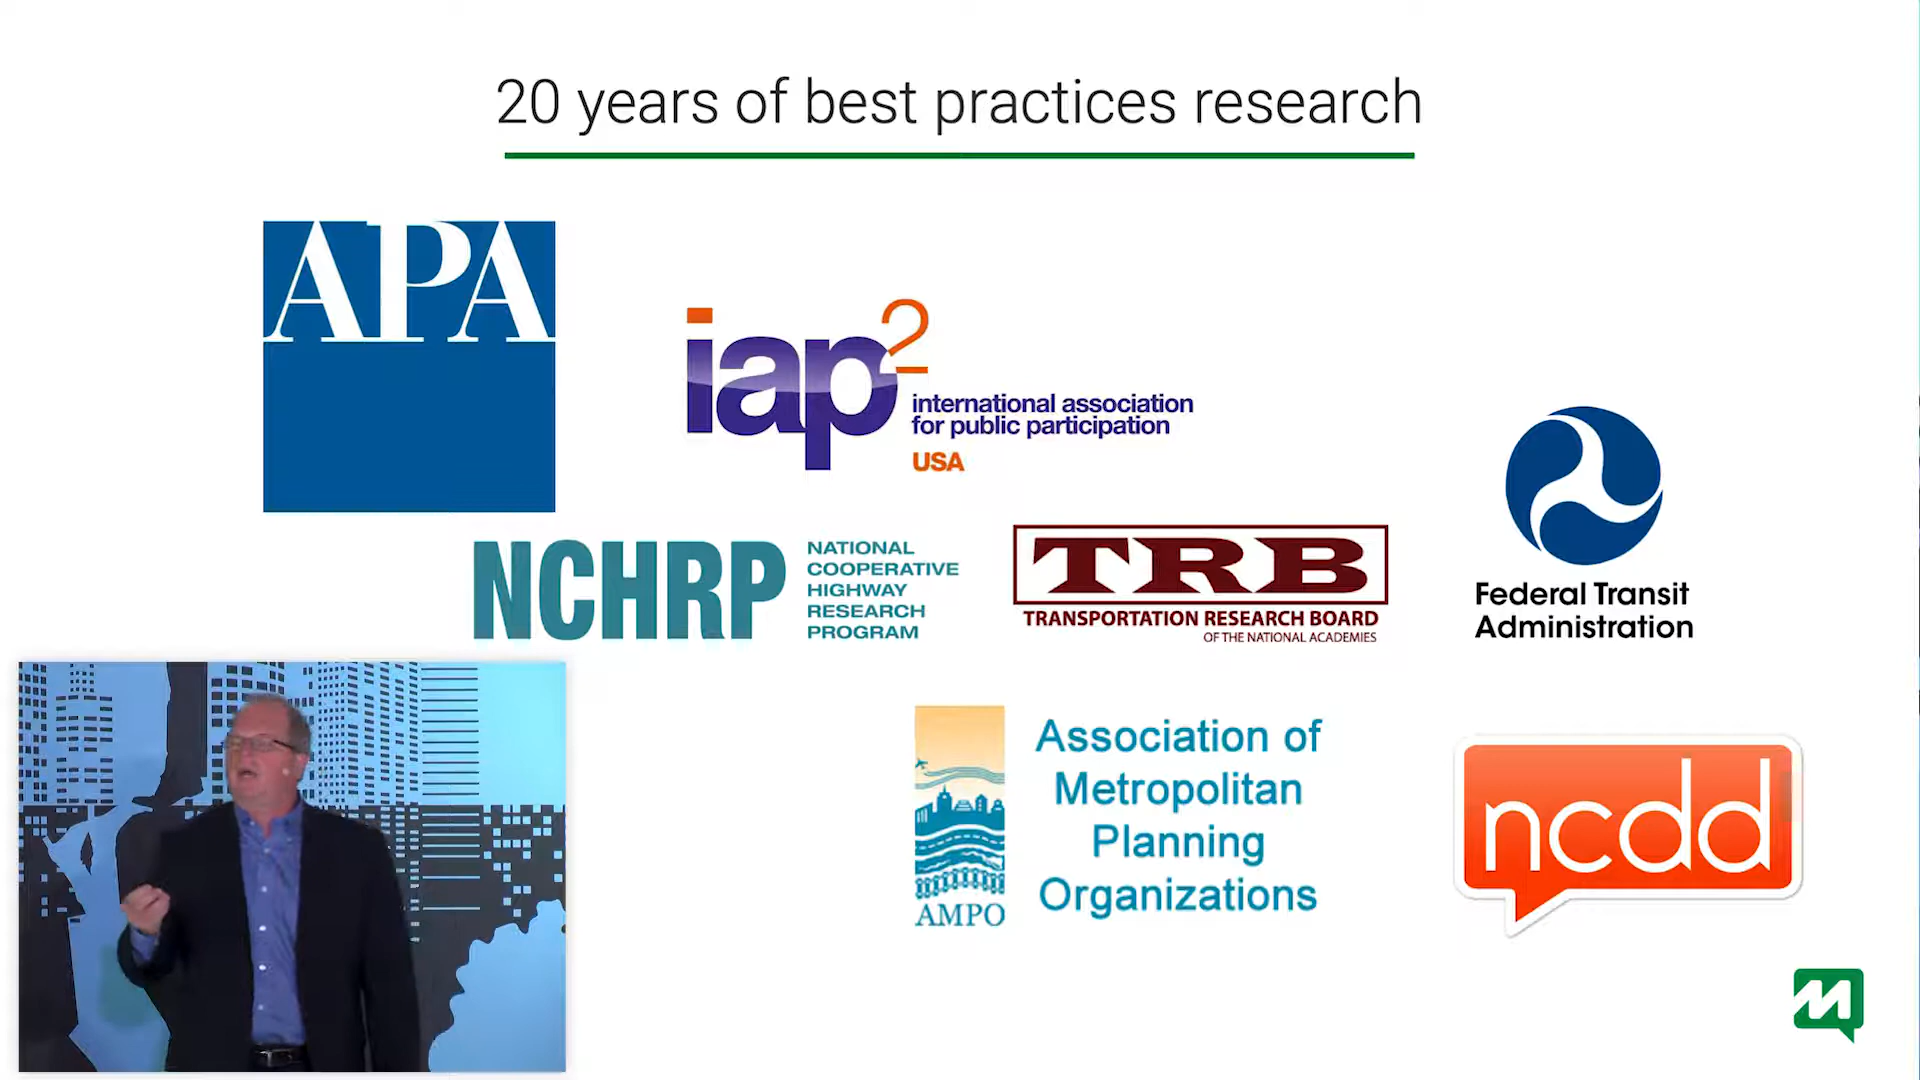 20 years of best practices research
APA
iap2
international association
for public participation
USA
NCHRP
NATIONAL
COOPERATIVE
HIGHWAY
RESEARCH
PROGRAM
TRB
TRANSPORTATION RESEARCH BOARD
OF THE NATIONAL ACADEMIES
Federal Transit
Administration
AMPO
Association of
Metropolitan
Planning
Organizations
ncdd
M